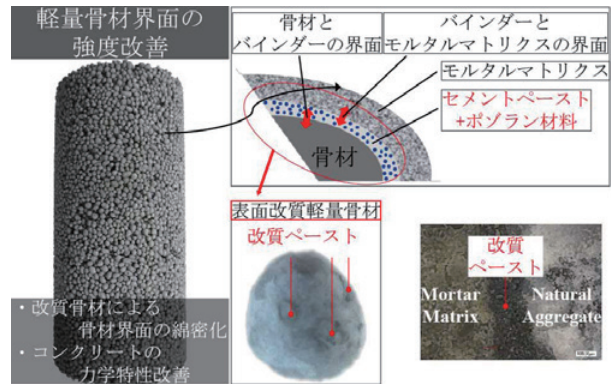 軽量骨材界面の
強度改善
・改質骨材による
骨材界面の綿密化
・コンクリートの
力学特性改善
骨材と
バインダーの界面
バインダーと
モルタルマトリクスの界面
モルタルマトリクス
セメントペースト
+ポゾラン材料
骨材
表面改質軽量骨材
改質ペースト
改質
ペースト
Mortar
Matrix
Natural
Aggregate